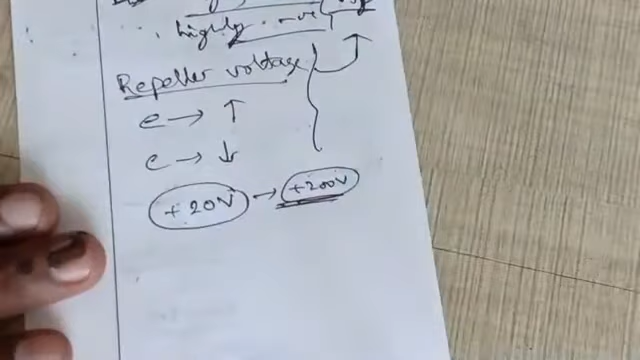 highly -ve
Repeller voltage
e → ↑
e → ↓
+20V → +200V